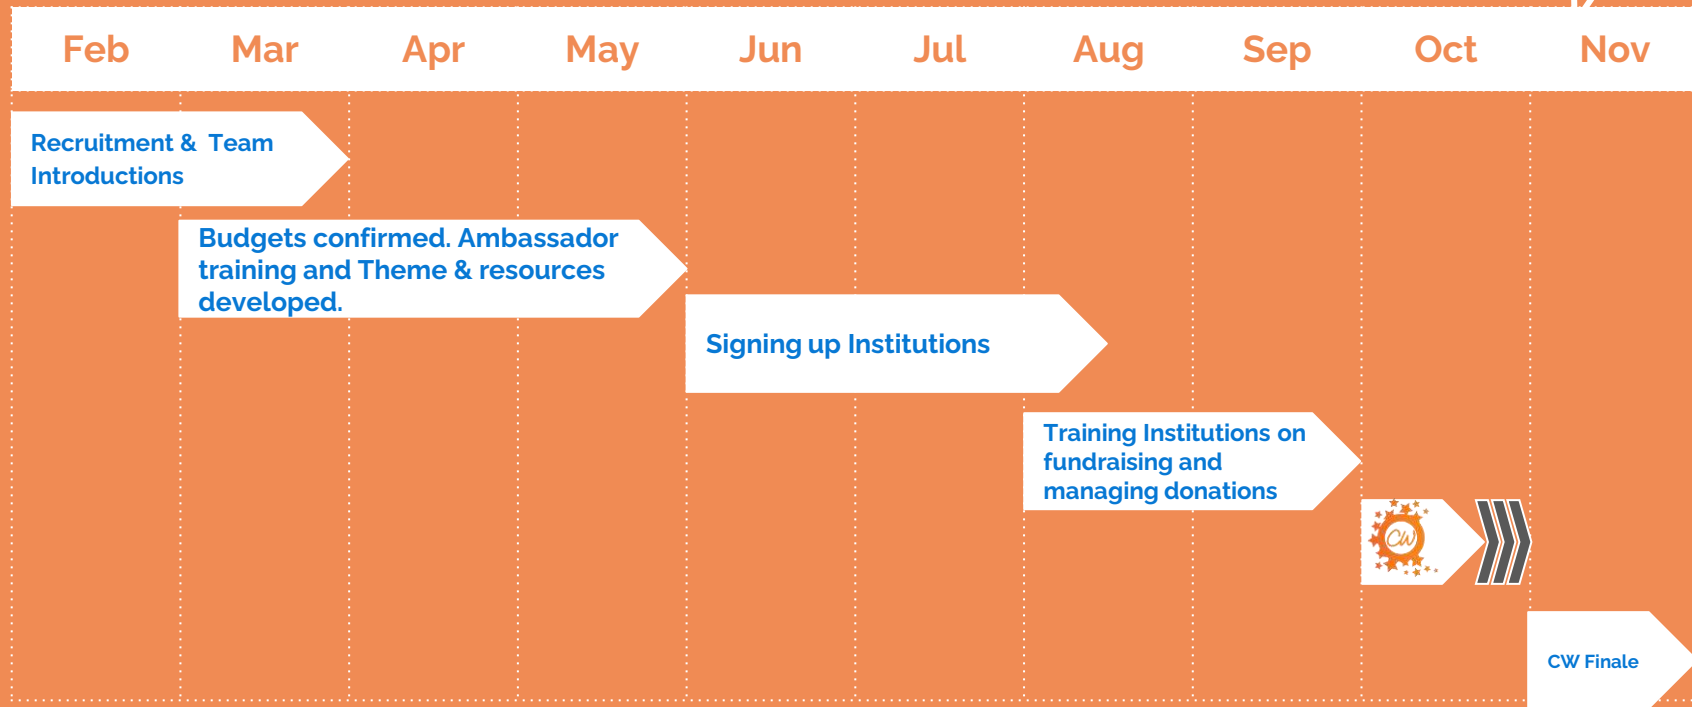 Feb Mar Apr May Jun Jul Aug Sep Oct Nov
Recruitment & Team
Introductions
Budgets confirmed. Ambassador
training and Theme & resources
developed.
Signing up Institutions
Training Institutions on
fundraising and
managing donations
CW
CW Finale